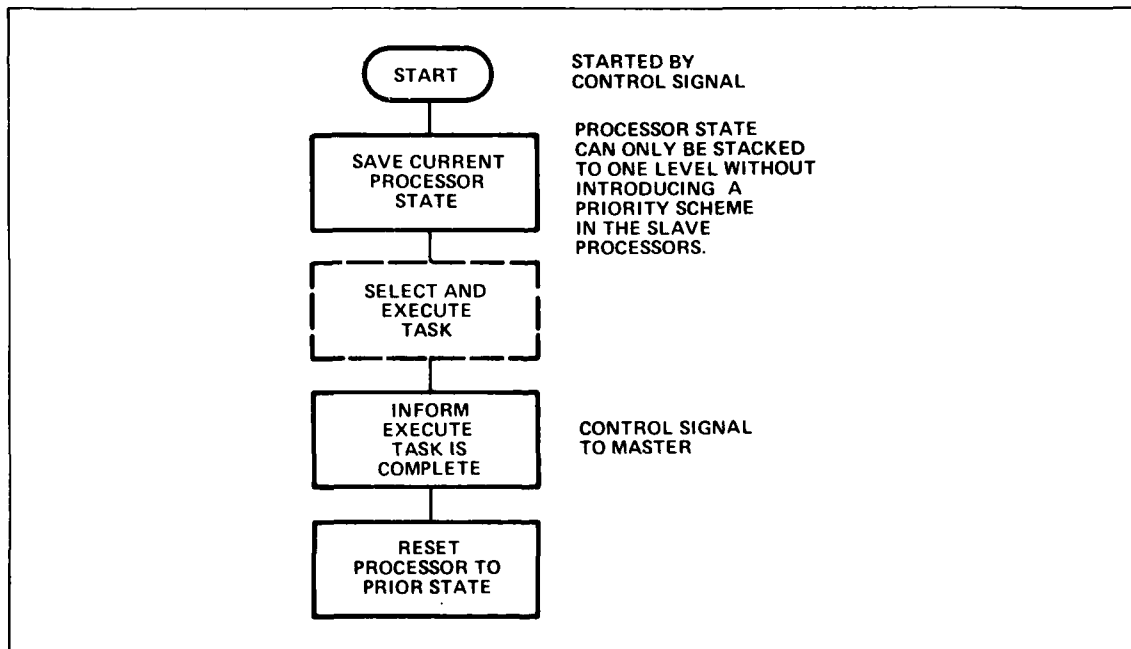 START
STARTED BY
CONTROL SIGNAL
SAVE CURRENT
PROCESSOR
STATE
PROCESSOR STATE
CAN ONLY BE STACKED
TO ONE LEVEL WITHOUT
INTRODUCING A
PRIORITY SCHEME
IN THE SLAVE
PROCESSORS.
SELECT AND
EXECUTE
TASK
INFORM
EXECUTE
TASK IS
COMPLETE
CONTROL SIGNAL
TO MASTER
RESET
PROCESSOR TO
PRIOR STATE